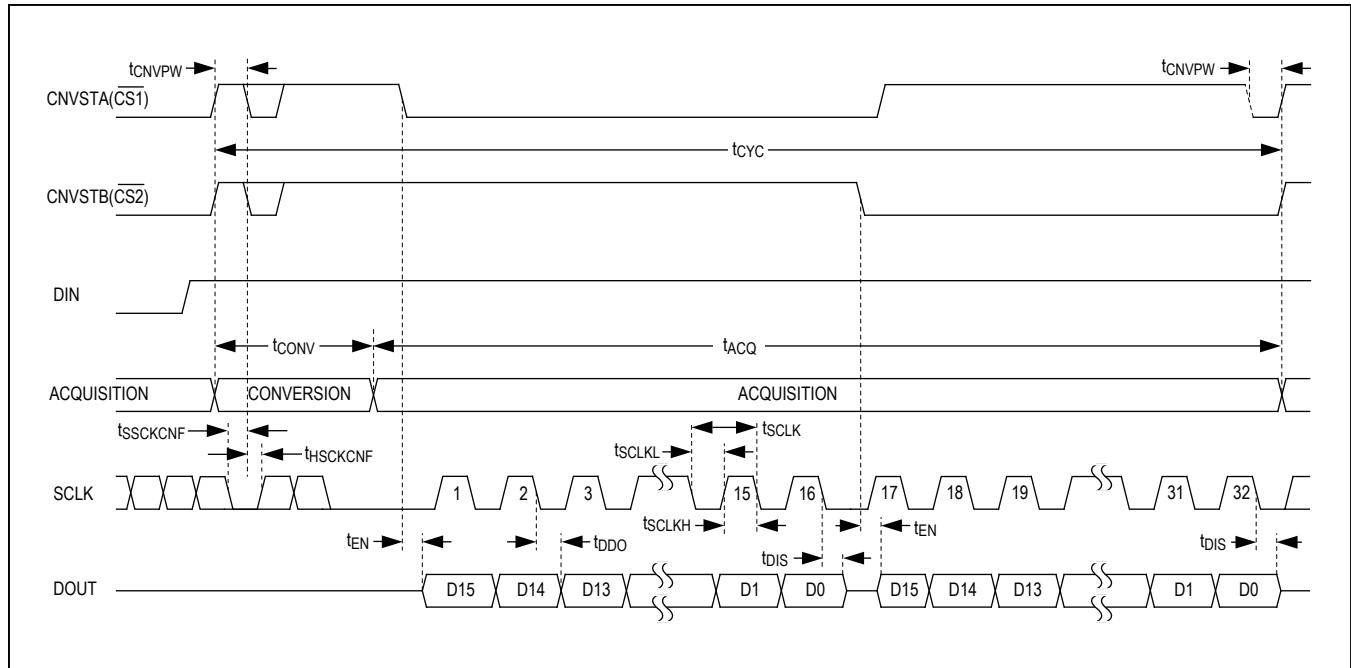 tCNVPW tCNVPW
CNVSTA(CS1)
tCYC
CNVSTB(CS2)
DIN
tCONV tACQ
ACQUISITION CONVERSION ACQUISITION
tSSCKCNF tSCLK
tHSCKCNF tSCLKL
SCLK 1 2 3 15 16 17 18 19 31 32
tEN tDDO tSCLKH tDIS tEN tDIS
DOUT D15 D14 D13 D1 D0 D15 D14 D13 D1 D0